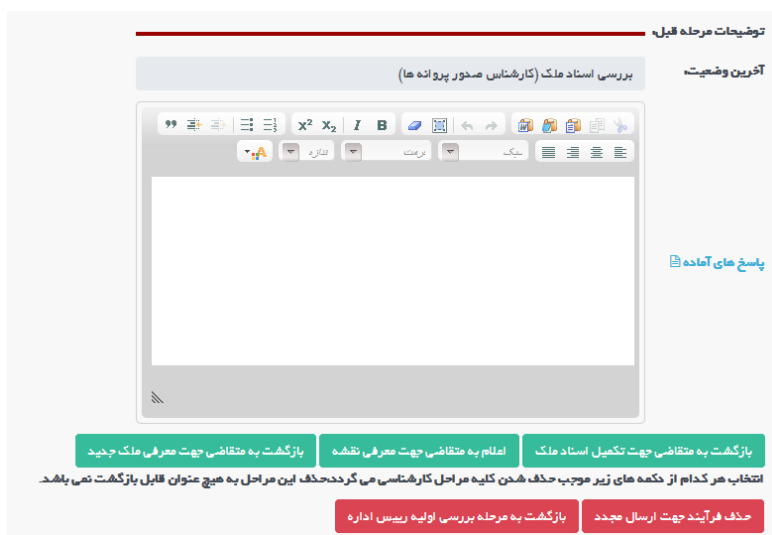 توضیحات مرحله قبل:
آخرین وضعیت: بررسی اسناد ملک (کارشناس صدور پروانه ها)
سبک
فرمت
اندازه
پاسخ های آماده
بازگشت به متقاضی جهت تکمیل اسناد ملک
اعلام به متقاضی جهت معرفی نقشه
بازگشت به متقاضی جهت معرفی ملک جدید
انتخاب هر کدام از دکمه های زیر موجب حذف شدن کلیه مراحل کارشناسی می گردد،حذف این مراحل به هیچ عنوان قابل بازگشت نمی باشد.
حذف فرآیند جهت ارسال مجدد
بازگشت به مرحله بررسی اولیه رییس اداره